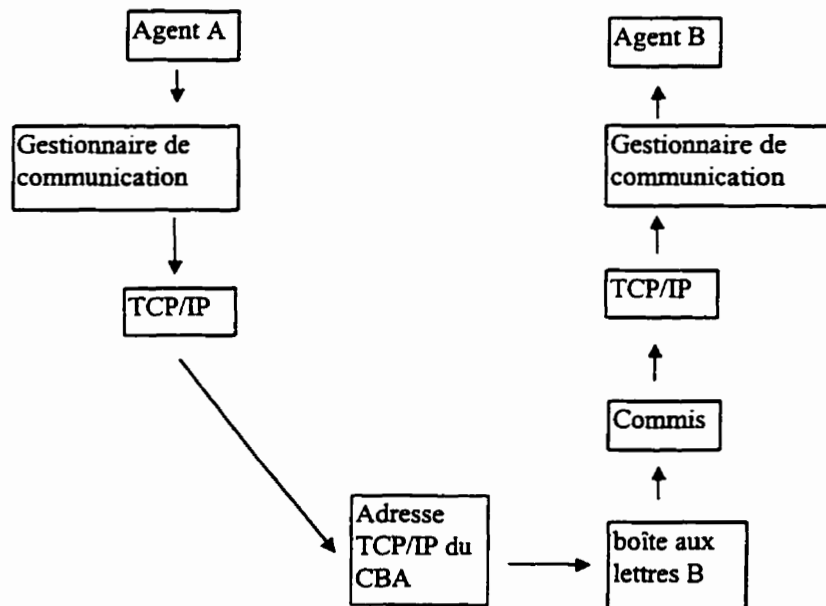 Agent A
Gestionnaire de
communication
TCP/IP
Adresse
TCP/IP du
CBA
boîte aux
lettres B
Commis
TCP/IP
Gestionnaire de
communication
Agent B